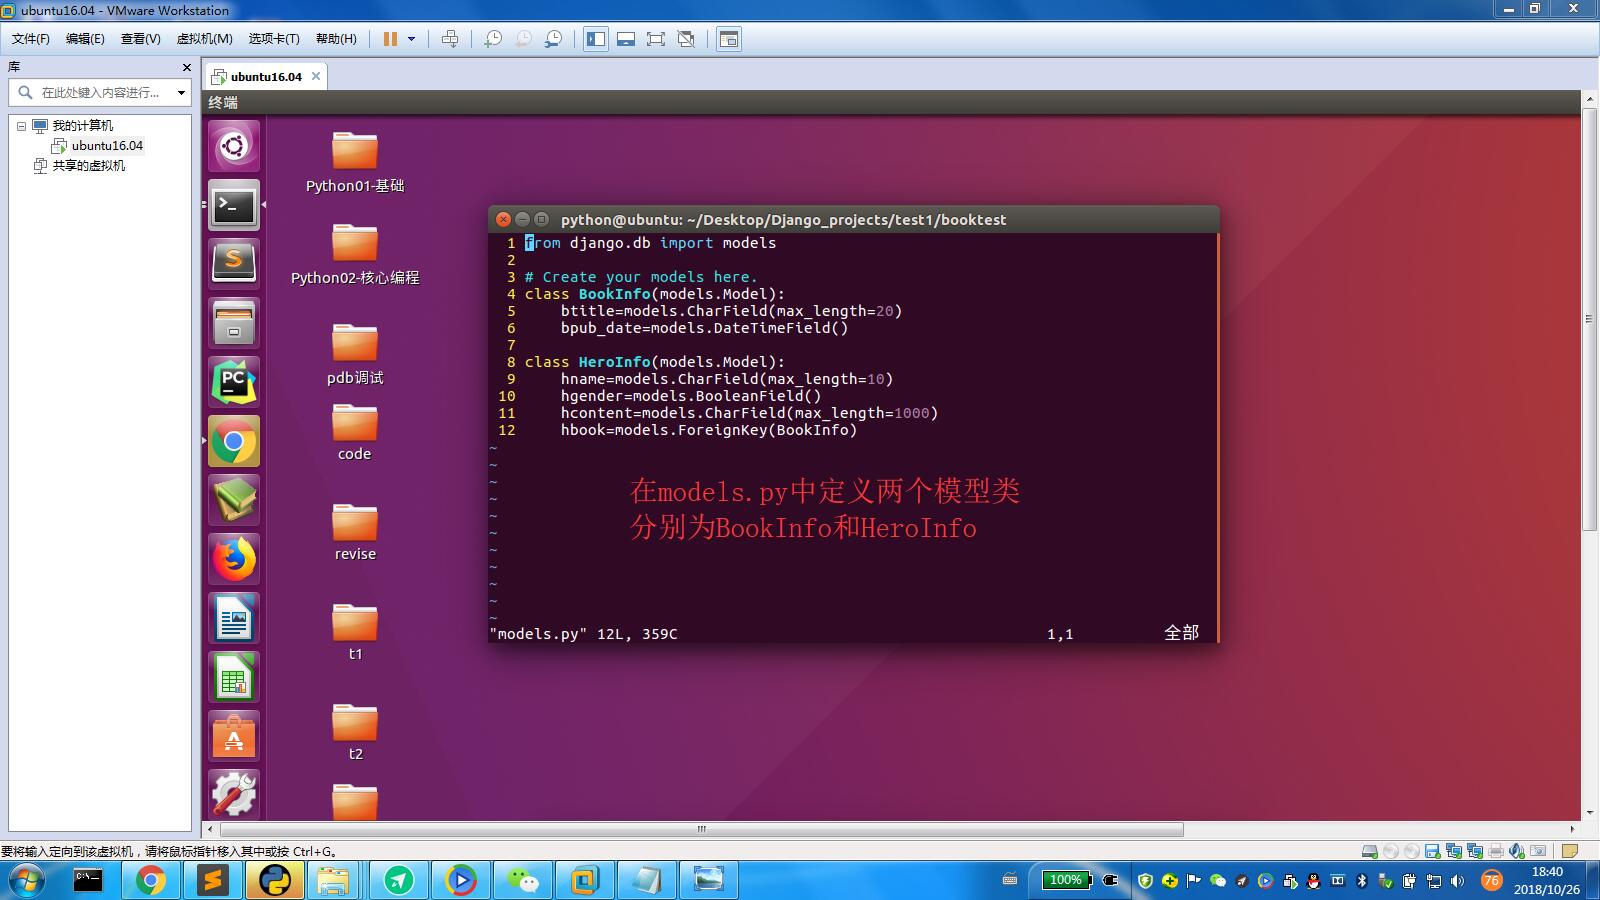 ubuntu16.04 - VMware Workstation
文件(F) 编辑(E) 查看(V) 虚拟机(M) 选项卡(T) 帮助(H)
库
在此处键入内容进行...
我的计算机
ubuntu16.04
共享的虚拟机
ubuntu16.04
终端
Python01-基础
Python02-核心编程
pdb调试
code
revise
t1
t2
python@ubuntu: ~/Desktop/Django_projects/test1/booktest
1 from django.db import models
2
3 # Create your models here.
4 class BookInfo(models.Model):
5     btitle=models.CharField(max_length=20)
6     bpub_date=models.DateTimeField()
7
8 class HeroInfo(models.Model):
9     hname=models.CharField(max_length=10)
10     hgender=models.BooleanField()
11     hcontent=models.CharField(max_length=1000)
12     hbook=models.ForeignKey(BookInfo)
~
~
~
~
~
~
~
~
~
~
~
在models.py中定义两个模型类
分别为BookInfo和HeroInfo
"models.py" 12L, 359C 1,1 全部
要将输入定向到该虚拟机，请将鼠标指针移入其中或按 Ctrl+G。
100%
76
18:40
2018/10/26